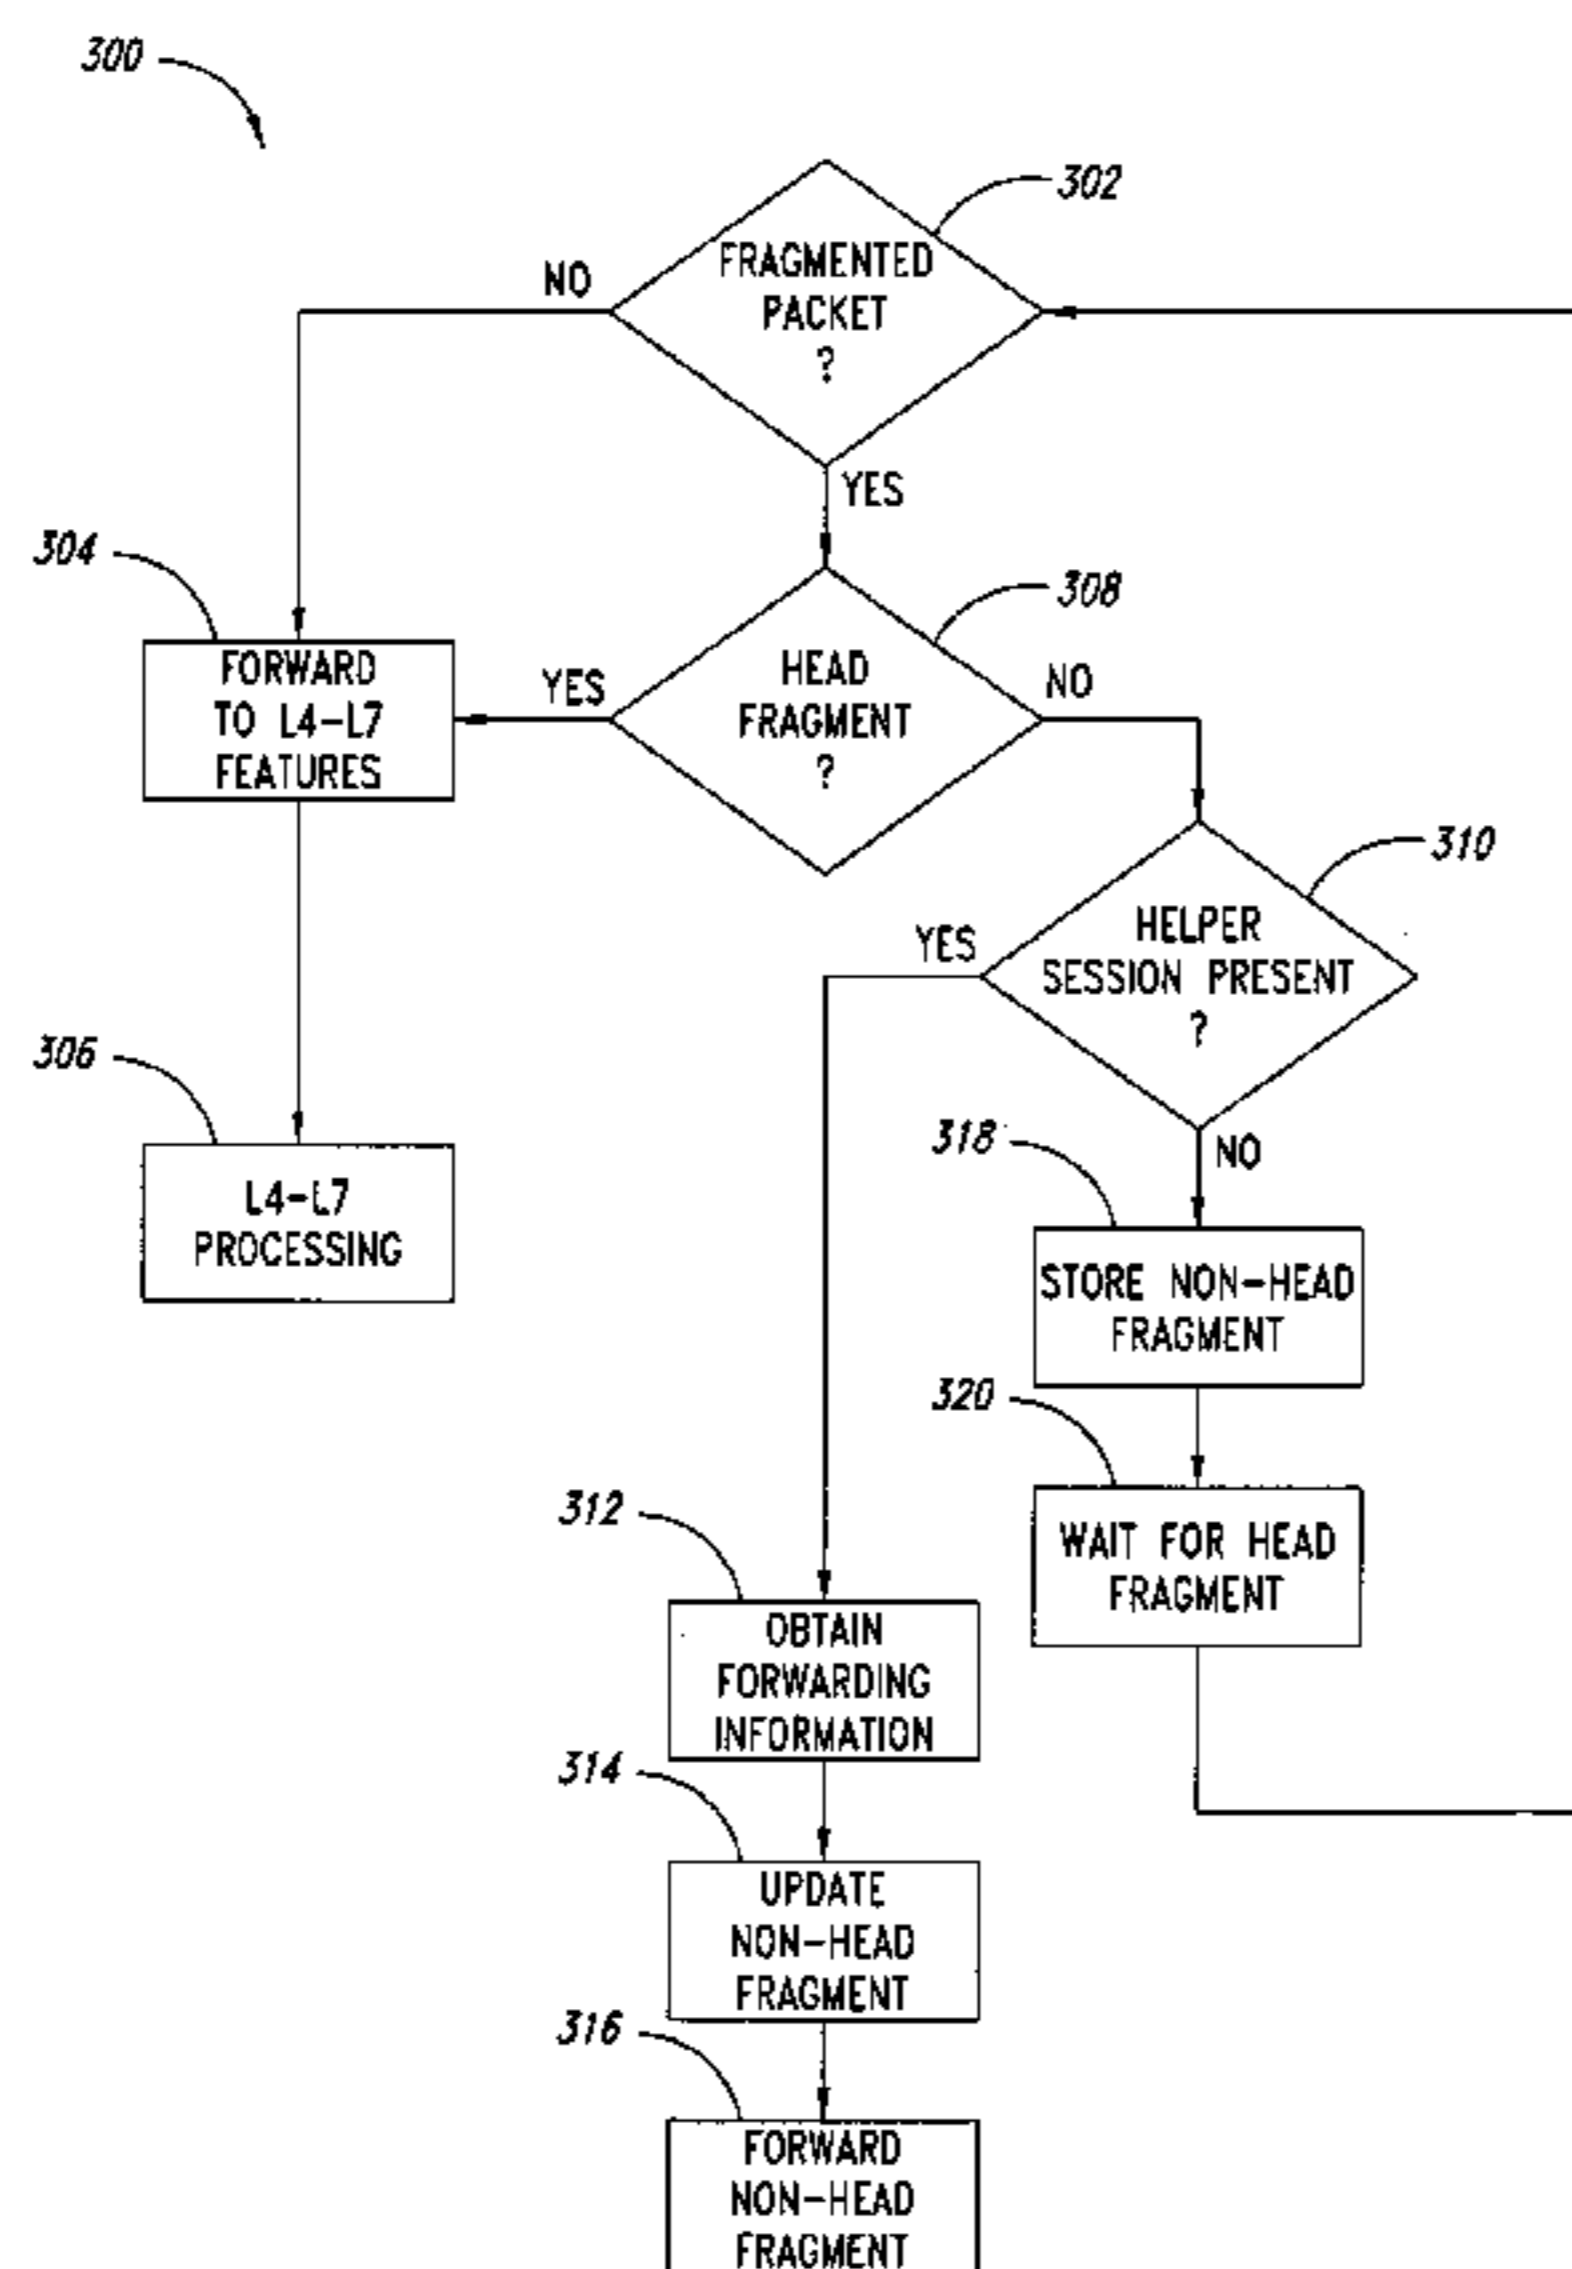 300
302
FRAGMENTED
PACKET
?
NO
YES
304
FORWARD
TO L4-L7
FEATURES
308
HEAD
FRAGMENT
?
YES
NO
310
HELPER
SESSION PRESENT
?
YES
NO
306
L4-L7
PROCESSING
318
STORE NON-HEAD
FRAGMENT
320
WAIT FOR HEAD
FRAGMENT
312
OBTAIN
FORWARDING
INFORMATION
314
UPDATE
NON-HEAD
FRAGMENT
316
FORWARD
NON-HEAD
FRAGMENT